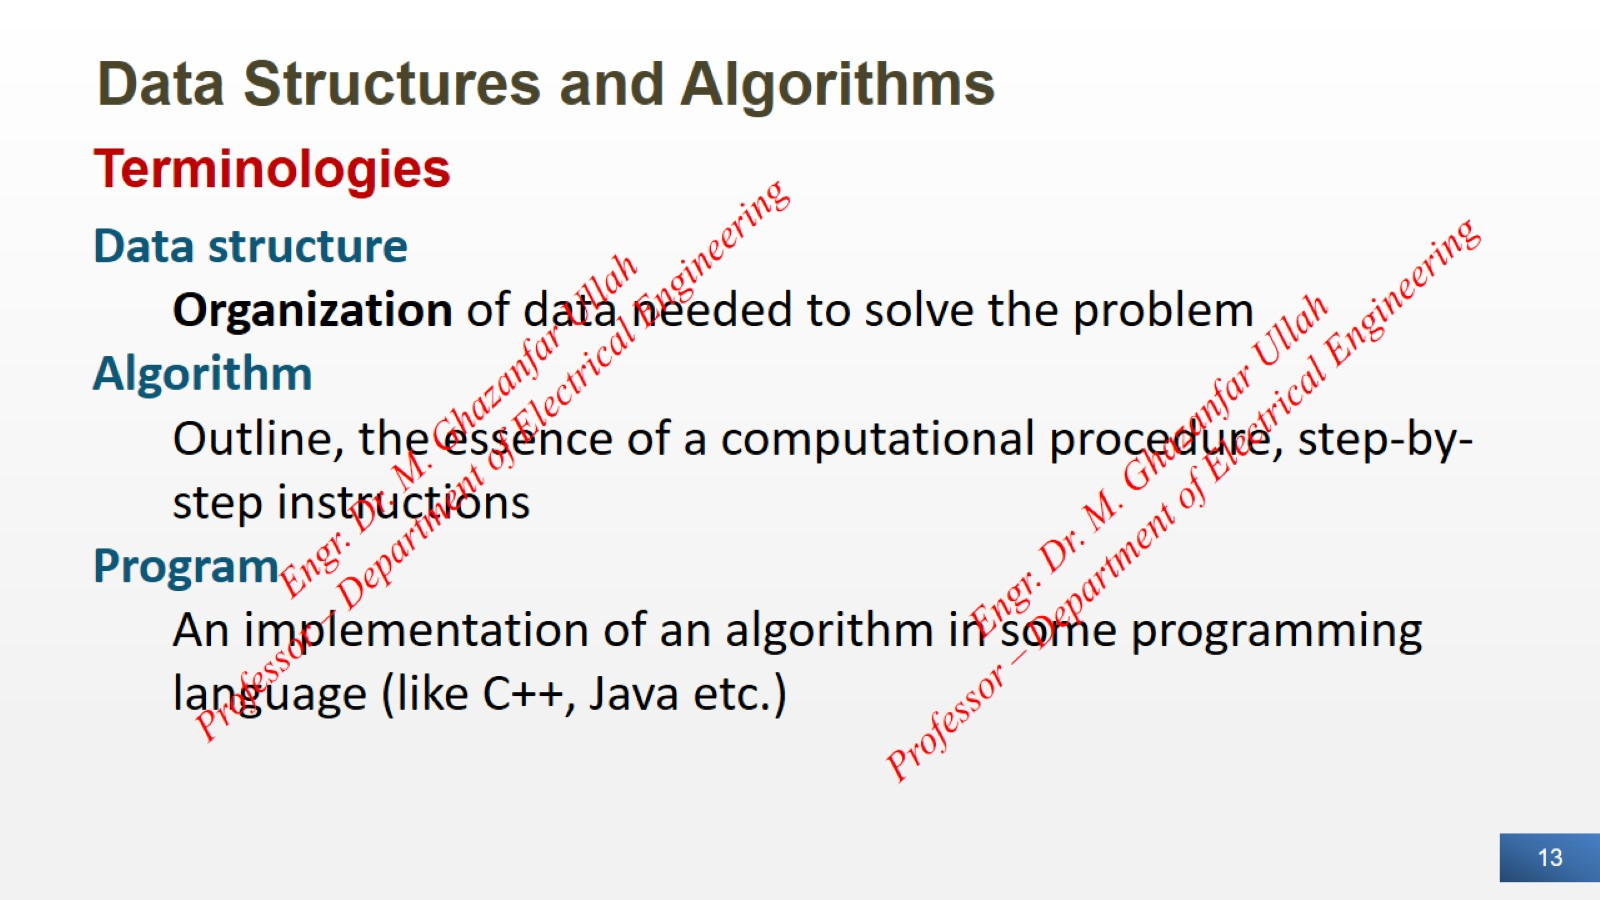 Data Structures and Algorithms
Terminologies
Data structure
Organization of data needed to solve the problem
Algorithm
Outline, the essence of a computational procedure, step-by-
step instructions
Program
An implementation of an algorithm in some programming
language (like C++, Java etc.)
Engr. Dr. M. Ghazanfar Ullah
Professor – Department of Electrical Engineering
Engr. Dr. M. Ghazanfar Ullah
Professor – Department of Electrical Engineering
13